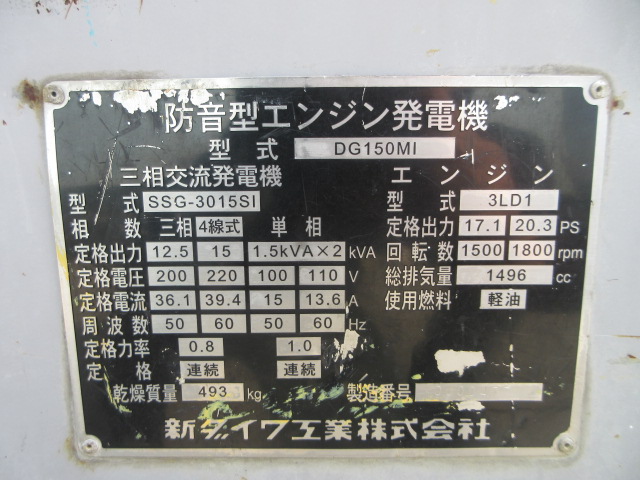 防音型エンジン発電機
型式 DG150MI
三相交流発電機 エンジン
型式 SSG-3015SI 型式 3LD1
相数 三相 4線式 単相 定格出力 17.1 20.3 PS
定格出力 12.5 15 1.5kVA×2 kVA 回転数 1500 1800 rpm
定格電圧 200 220 100 110 V 総排気量 1496 cc
定格電流 36.1 39.4 15 13.6 A 使用燃料 軽油
周波数 50 60 50 60 Hz
定格力率 0.8 1.0
定格 連続 連続
乾燥質量 493 kg 製造番号
新ダイワ工業株式会社